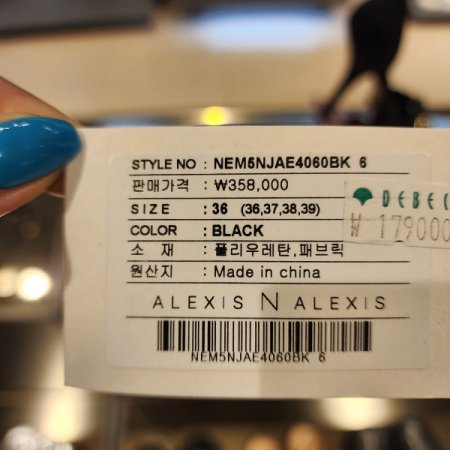 STYLE NO : NEM5NJAE4060BK 6
판매가격 : ₩358,000
SIZE : 36 (36,37,38,39)
DEBEC
₩ 179000
COLOR : BLACK
소 재 : 폴리우레탄,패브릭
원산지 : Made in china
ALEXIS N ALEXIS
NEM5NJAE4060BK 6